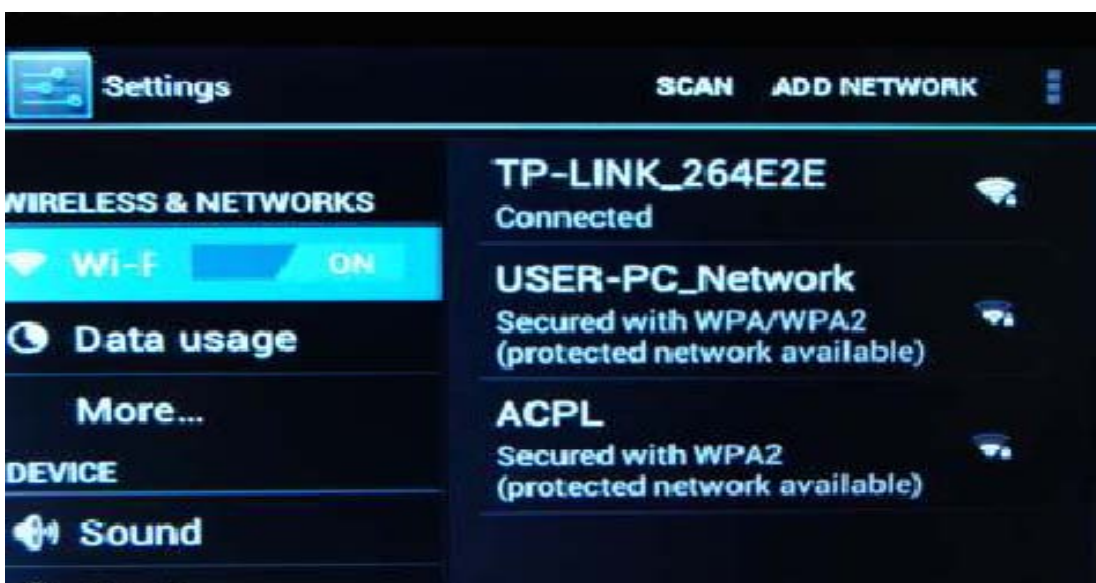 Settings
SCAN
ADD NETWORK
WIRELESS & NETWORKS
Wi-F
ON
Data usage
More...
DEVICE
Sound
TP-LINK_264E2E
Connected
USER-PC_Network
Secured with WPA/WPA2
(protected network available)
ACPL
Secured with WPA2
(protected network available)